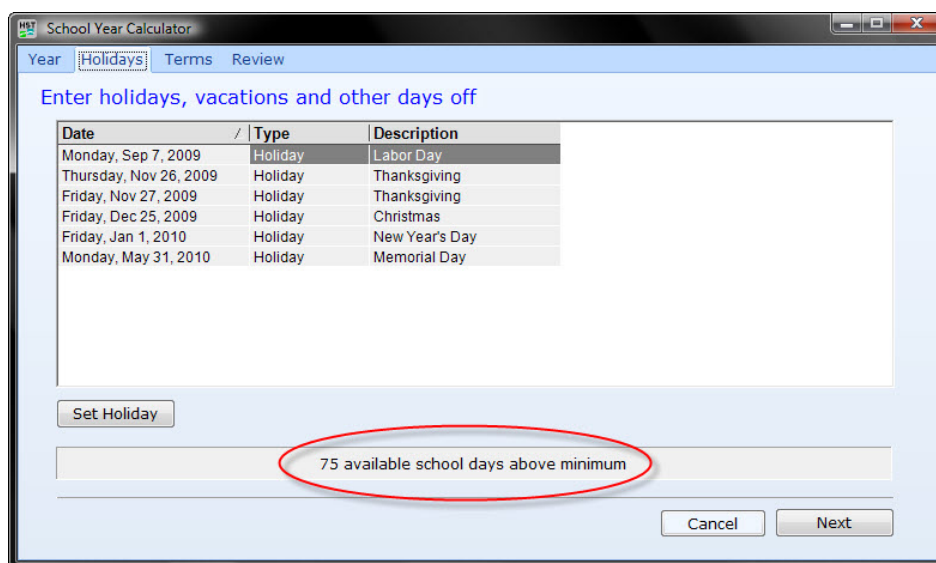 HST School Year Calculator
Year Holidays Terms Review
Enter holidays, vacations and other days off
Date / Type Description
Monday, Sep 7, 2009 Holiday Labor Day
Thursday, Nov 26, 2009 Holiday Thanksgiving
Friday, Nov 27, 2009 Holiday Thanksgiving
Friday, Dec 25, 2009 Holiday Christmas
Friday, Jan 1, 2010 Holiday New Year's Day
Monday, May 31, 2010 Holiday Memorial Day
Set Holiday
75 available school days above minimum
Cancel Next